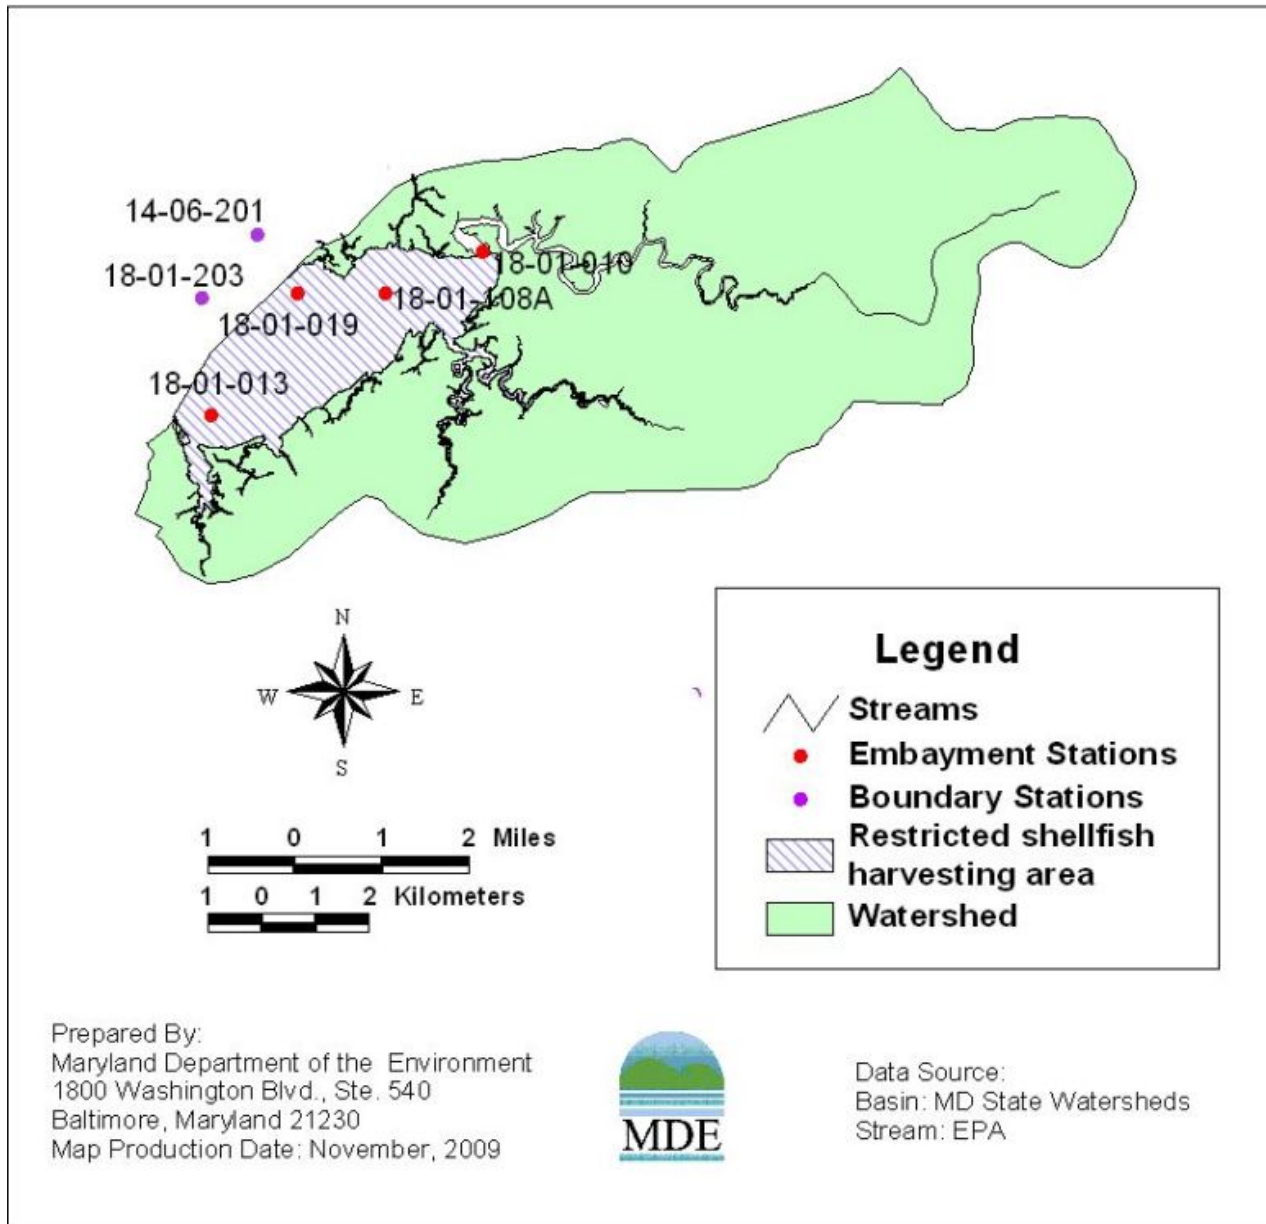 14-06-201
18-01-203
18-01-010
18-01-108A
18-01-019
18-01-013
N
W E
S
Legend
Streams
Embayment Stations
Boundary Stations
Restricted shellfish
harvesting area
Watershed
1 0 1 2 Miles
1 0 1 2 Kilometers
Prepared By:
Maryland Department of the Environment
1800 Washington Blvd., Ste. 540
Baltimore, Maryland 21230
Map Production Date: November, 2009
MDE
Data Source:
Basin: MD State Watersheds
Stream: EPA